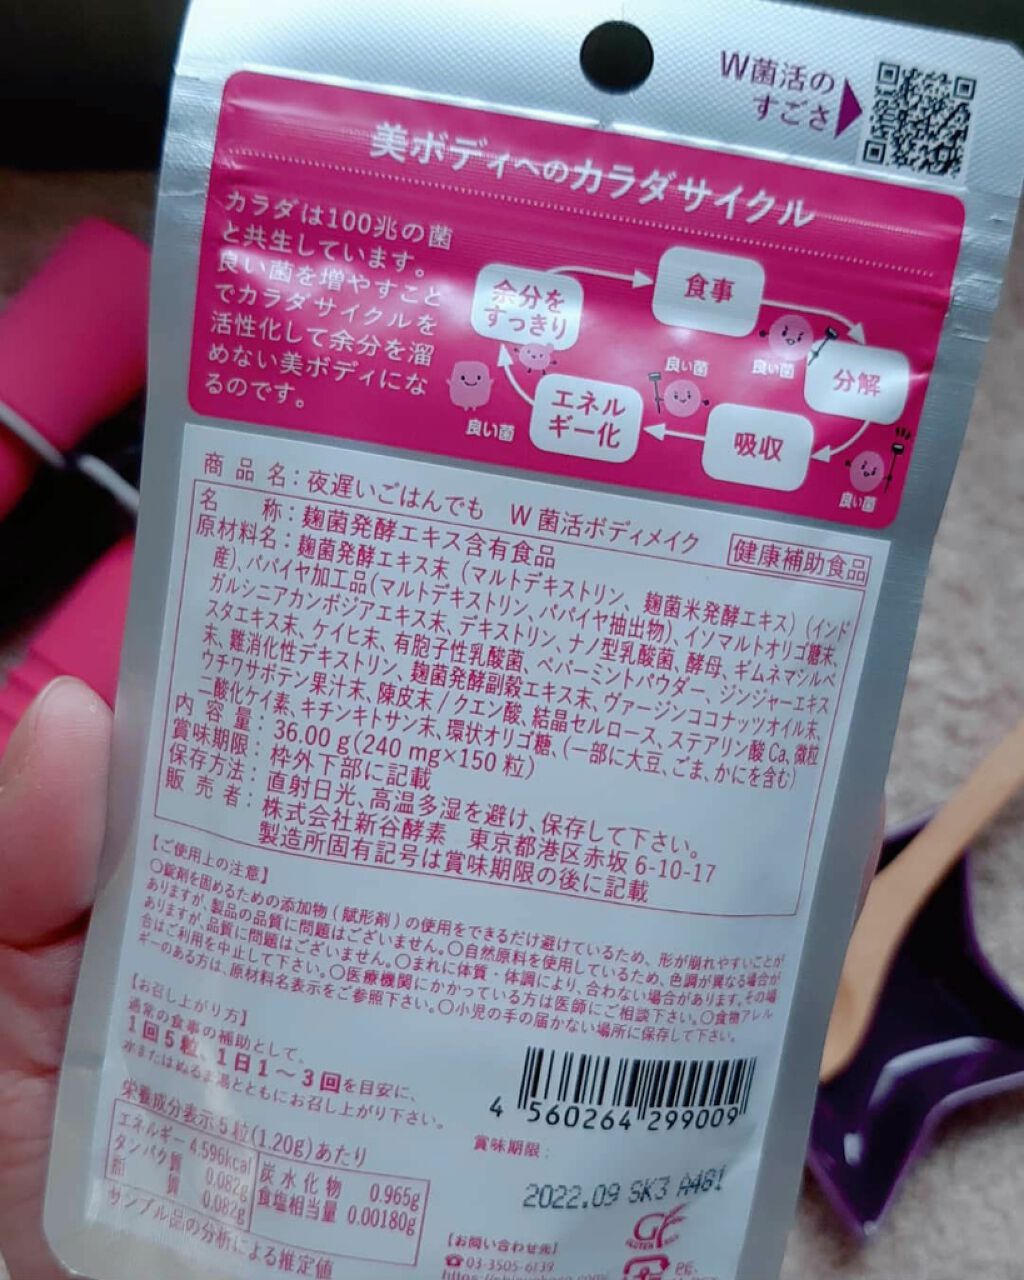 W菌活の
すごさ
美ボディへのカラダサイクル
カラダは100兆の菌
と共生しています。
良い菌を増やすこと
でカラダサイクルを
活性化して余分を溜
めない美ボディにな
るのです。
余分を
すっきり
食事
良い菌
分解
良い菌
吸収
良い菌
エネル
ギー化
良い菌
商品名:夜遅いごはんでも W菌活ボディメイク
健康補助食品
名称:麹菌発酵エキス含有食品
原材料名:麹菌発酵エキス末(マルトデキストリン、麹菌米発酵エキス)(インド
産)、パパイヤ加工品(マルトデキストリン、パパイヤ抽出物)、イソマルトオリゴ糖末、
ガルシニアカンボジアエキス末、デキストリン、ナノ型乳酸菌、酵母、ギムネマシルベ
スタエキス末、ケイヒ末、有胞子性乳酸菌、ペパーミントパウダー、ジンジャーエキス
末、難消化性デキストリン、麹菌発酵副穀エキス末、ヴァージンココナッツオイル末、
ウチワサボテン果汁末、陳皮末/クエン酸、結晶セルロース、ステアリン酸Ca、微粒
二酸化ケイ素、キチンキトサン末、環状オリゴ糖、(一部に大豆、ごま、かにを含む)
内容量:36.00g(240mg×150粒)
賞味期限:枠外下部に記載
保存方法:直射日光、高温多湿を避け、保存して下さい。
販売者:株式会社新谷酵素 東京都港区赤坂6-10-17
製造所固有記号は賞味期限の後に記載
【ご使用上の注意】
○錠剤を固めるための添加物(賦形剤)の使用をできるだけ避けているため、形が崩れやすいことが
ありますが、製品の品質に問題はございません。○自然原料を使用しているため、色調が異なる場合が
ありますが、品質に問題はございません。○まれに体質・体調により、合わない場合があります。その場
合はご利用を中止して下さい。○医療機関にかかっている方は医師にご相談下さい。○食物アレル
ギーのある方は、原材料名表示をご参照下さい。○小児の手の届かない場所に保存して下さい。
【お召し上がり方】
通常の食事の補助として、
1回5粒、1日1〜3回を目安に、
水またはぬるま湯とともにお召し上がり下さい。
栄養成分表示5粒(1.20g)あたり
エネルギー 4.596kcal
タンパク質 0.082g
脂質 0.082g
炭水化物 0.965g
食塩相当量 0.00180g
サンプル品の分析による推定値
4 560264 299009
賞味期限:
2022.09 SK3 A481
【お問い合わせ先】
☎03-3505-6139